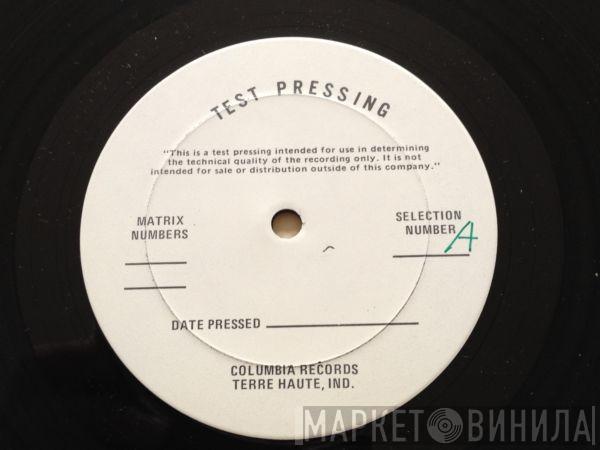 TEST PRESSING
"This is a test pressing intended for use in determining
the technical quality of the recording only. It is not
intended for sale or distribution outside of this company."
MATRIX
NUMBERS
SELECTION
NUMBER
A
DATE PRESSED
COLUMBIA RECORDS
TERRE HAUTE, IND.
МАРКЕТ ВИНИЛА